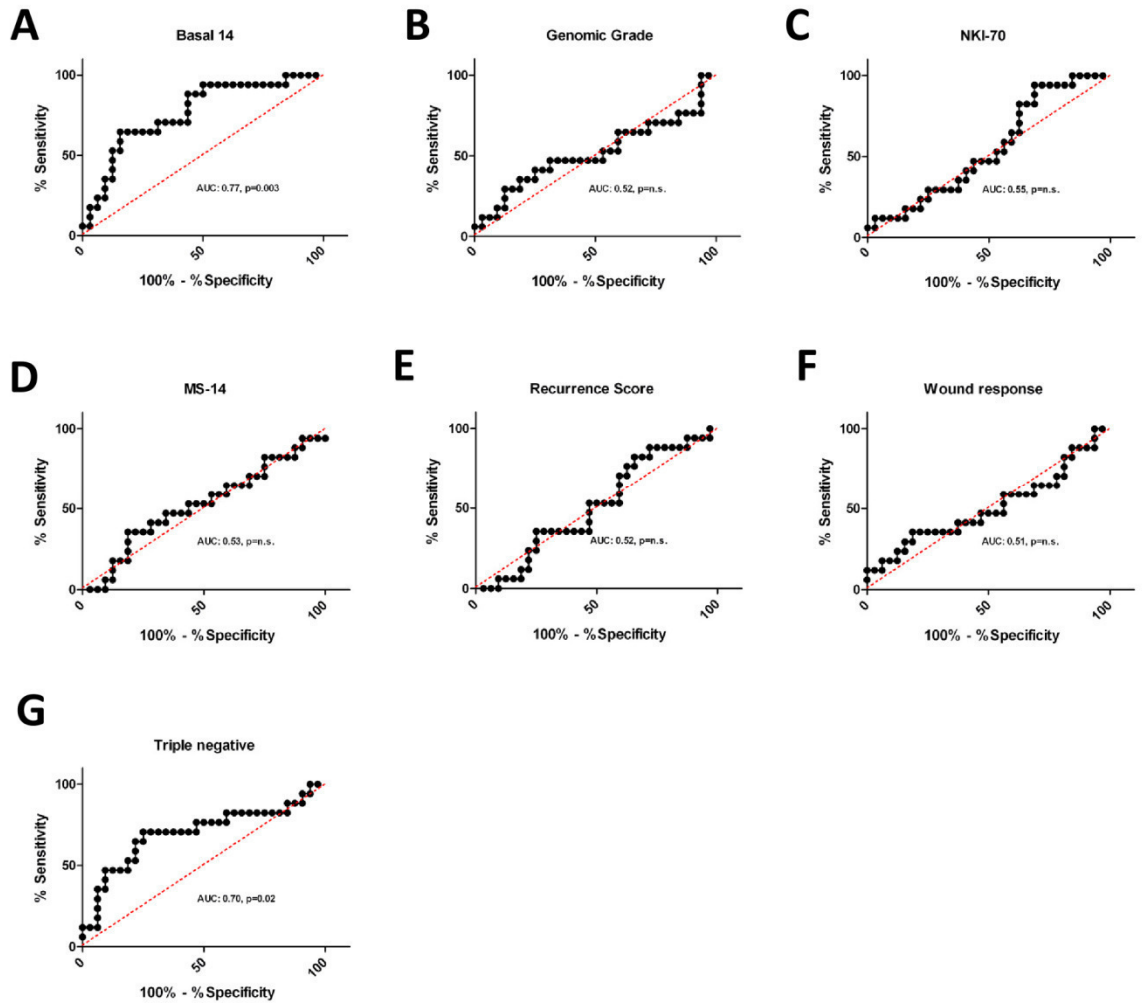 A
Basal 14
100
50
0
% Sensitivity
AUC: 0.77, p=0.003
0
50
100
100% - %Specificity
B
Genomic Grade
100
50
0
% Sensitivity
AUC: 0.52, p=n.s.
0
50
100
100% - %Specificity
C
NKI-70
100
50
0
% Sensitivity
AUC: 0.55, p=n.s.
0
50
100
100% - %Specificity
D
MS-14
100
50
0
% Sensitivity
AUC: 0.53, p=n.s.
0
50
100
100% - %Specificity
E
Recurrence Score
100
50
0
% Sensitivity
AUC: 0.52, p=n.s.
0
50
100
100% - %Specificity
F
Wound response
100
50
0
% Sensitivity
AUC: 0.51, p=n.s.
0
50
100
100% - %Specificity
G
Triple negative
100
50
0
% Sensitivity
AUC: 0.70, p=0.02
0
50
100
100% - %Specificity